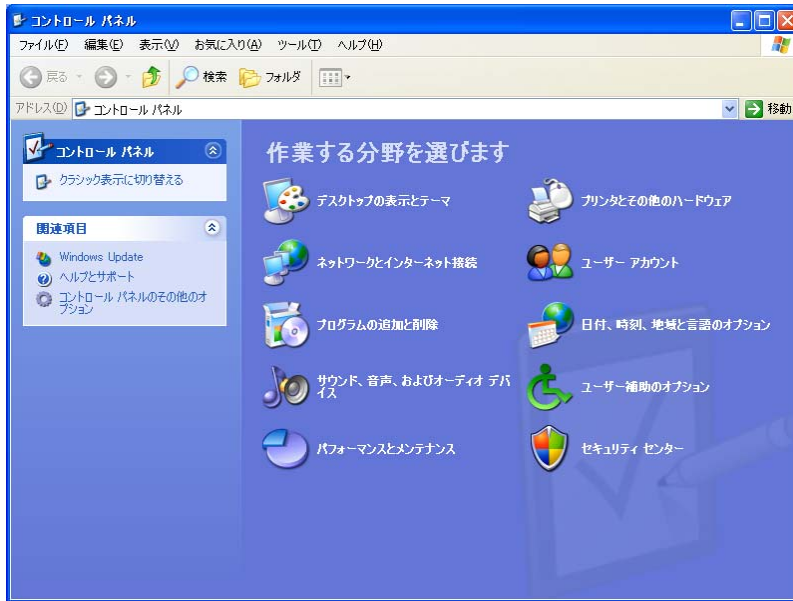 コントロール パネル
ファイル(F) 編集(E) 表示(V) お気に入り(A) ツール(T) ヘルプ(H)
戻る 検索 フォルダ
アドレス(D) コントロール パネル 移動
コントロール パネル
クラシック表示に切り替える
関連項目
Windows Update
ヘルプとサポート
コントロール パネルのその他のオ
プション
作業する分野を選びます
デスクトップの表示とテーマ
プリンタとその他のハードウェア
ネットワークとインターネット接続
ユーザー アカウント
プログラムの追加と削除
日付、時刻、地域と言語のオプション
サウンド、音声、およびオーディオ デバ
イス
ユーザー補助のオプション
パフォーマンスとメンテナンス
セキュリティ センター